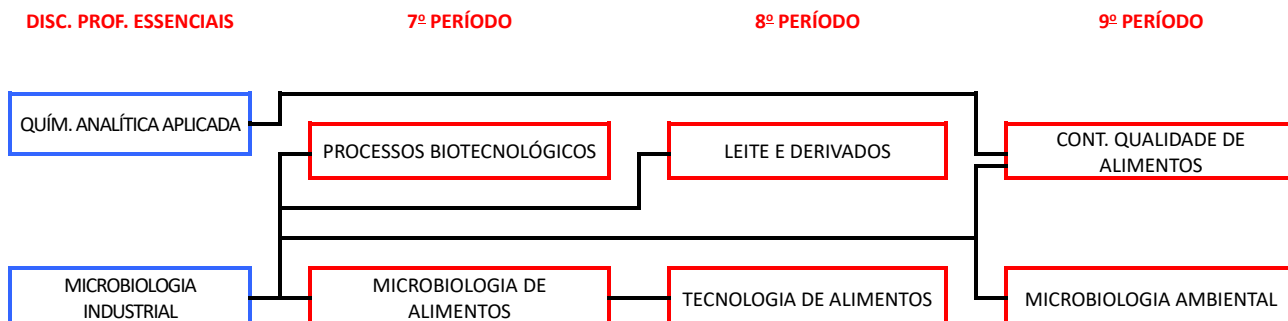 DISC. PROF. ESSENCIAIS 7º PERÍODO 8º PERÍODO 9º PERÍODO
QUÍM. ANALÍTICA APLICADA
PROCESSOS BIOTECNOLÓGICOS
LEITE E DERIVADOS
CONT. QUALIDADE DE
ALIMENTOS
MICROBIOLOGIA
INDUSTRIAL
MICROBIOLOGIA DE
ALIMENTOS
TECNOLOGIA DE ALIMENTOS
MICROBIOLOGIA AMBIENTAL